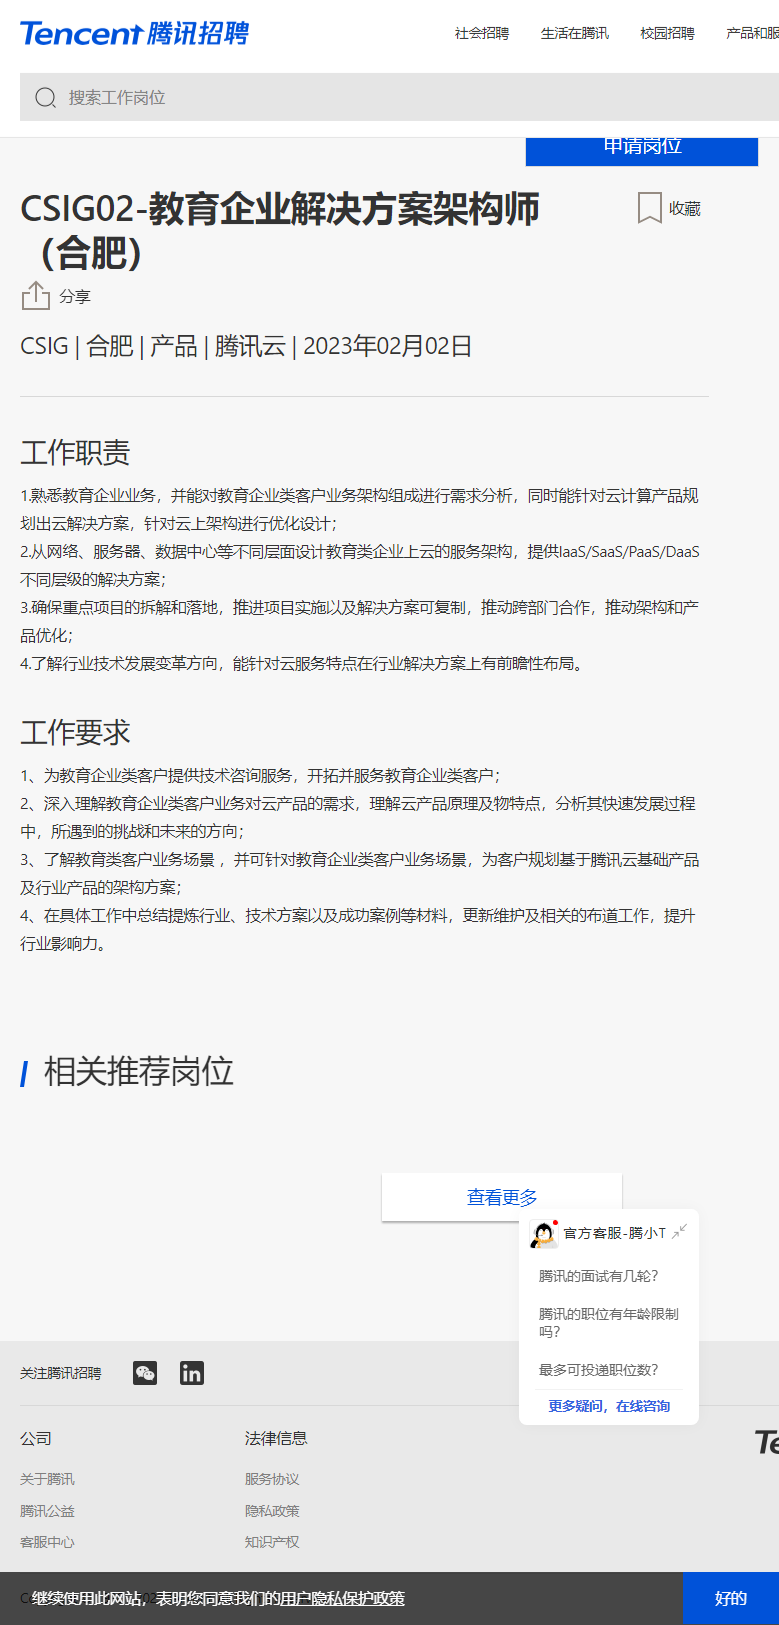 Tencent 腾讯招聘
社会招聘 生活在腾讯 校园招聘 产品和服
搜索工作岗位
申请岗位
CSIG02-教育企业解决方案架构师
（合肥）
收藏
分享
CSIG | 合肥 | 产品 | 腾讯云 | 2023年02月02日
工作职责
1.熟悉教育企业业务，并能对教育企业类客户业务架构组成进行需求分析，同时能针对云计算产品规
划出云解决方案，针对云上架构进行优化设计；
2.从网络、服务器、数据中心等不同层面设计教育类企业上云的服务架构，提供IaaS/SaaS/PaaS/DaaS
不同层级的解决方案；
3.确保重点项目的拆解和落地，推进项目实施以及解决方案可复制，推动跨部门合作，推动架构和产
品优化；
4.了解行业技术发展变革方向，能针对云服务特点在行业解决方案上有前瞻性布局。
工作要求
1、为教育企业类客户提供技术咨询服务，开拓并服务教育企业类客户；
2、深入理解教育企业类客户业务对云产品的需求，理解云产品原理及物特点，分析其快速发展过程
中，所遇到的挑战和未来的方向；
3、了解教育类客户业务场景 ，并可针对教育企业类客户业务场景，为客户规划基于腾讯云基础产品
及行业产品的架构方案；
4、在具体工作中总结提炼行业、技术方案以及成功案例等材料，更新维护及相关的布道工作，提升
行业影响力。
相关推荐岗位
查看更多
官方客服-腾小T
腾讯的面试有几轮？
腾讯的职位有年龄限制
吗？
最多可投递职位数？
更多疑问，在线咨询
关注腾讯招聘
公司 法律信息
Te
关于腾讯 服务协议
腾讯公益 隐私政策
客服中心 知识产权
继续使用此网站，表明您同意我们的用户隐私保护政策
好的